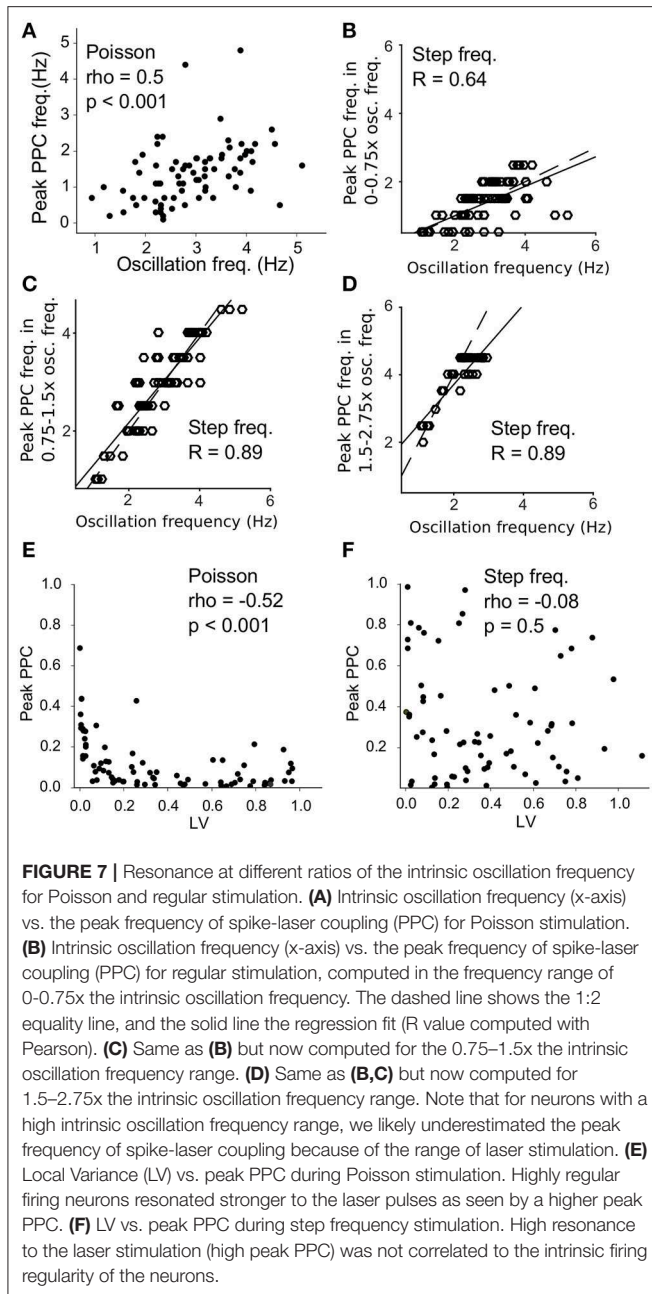 A
Poisson
rho = 0.5
p < 0.001
Peak PPC freq.(Hz)
5
4
3
2
1
0
1 2 3 4 5
Oscillation freq. (Hz)
B
Step freq.
R = 0.64
Peak PPC freq. in
0-0.75x osc. freq.
6
4
2
2 4 6
Oscillation frequency (Hz)
C
Step freq.
R = 0.89
Peak PPC freq. in
0.75-1.5x osc. freq.
4
2
2 4 6
Oscillation frequency (Hz)
D
Step freq.
R = 0.89
Peak PPC freq. in
1.5-2.75x osc. freq.
6
4
2
2 4 6
Oscillation frequency (Hz)
E
Poisson
rho = -0.52
p < 0.001
Peak PPC
1.0
0.8
0.6
0.4
0.2
0.0
0.0 0.2 0.4 0.6 0.8 1.0
LV
F
Step freq.
rho = -0.08
p = 0.5
Peak PPC
1.0
0.8
0.6
0.4
0.2
0.0 0.2 0.4 0.6 0.8 1.0
LV
FIGURE 7 | Resonance at different ratios of the intrinsic oscillation frequency
for Poisson and regular stimulation. (A) Intrinsic oscillation frequency (x-axis)
vs. the peak frequency of spike-laser coupling (PPC) for Poisson stimulation.
(B) Intrinsic oscillation frequency (x-axis) vs. the peak frequency of spike-laser
coupling (PPC) for regular stimulation, computed in the frequency range of
0-0.75x the intrinsic oscillation frequency. The dashed line shows the 1:2
equality line, and the solid line the regression fit (R value computed with
Pearson). (C) Same as (B) but now computed for the 0.75–1.5x the intrinsic
oscillation frequency range. (D) Same as (B,C) but now computed for
1.5–2.75x the intrinsic oscillation frequency range. Note that for neurons with a
high intrinsic oscillation frequency range, we likely underestimated the peak
frequency of spike-laser coupling because of the range of laser stimulation. (E)
Local Variance (LV) vs. peak PPC during Poisson stimulation. Highly regular
firing neurons resonated stronger to the laser pulses as seen by a higher peak
PPC. (F) LV vs. peak PPC during step frequency stimulation. High resonance
to the laser stimulation (high peak PPC) was not correlated to the intrinsic firing
regularity of the neurons.